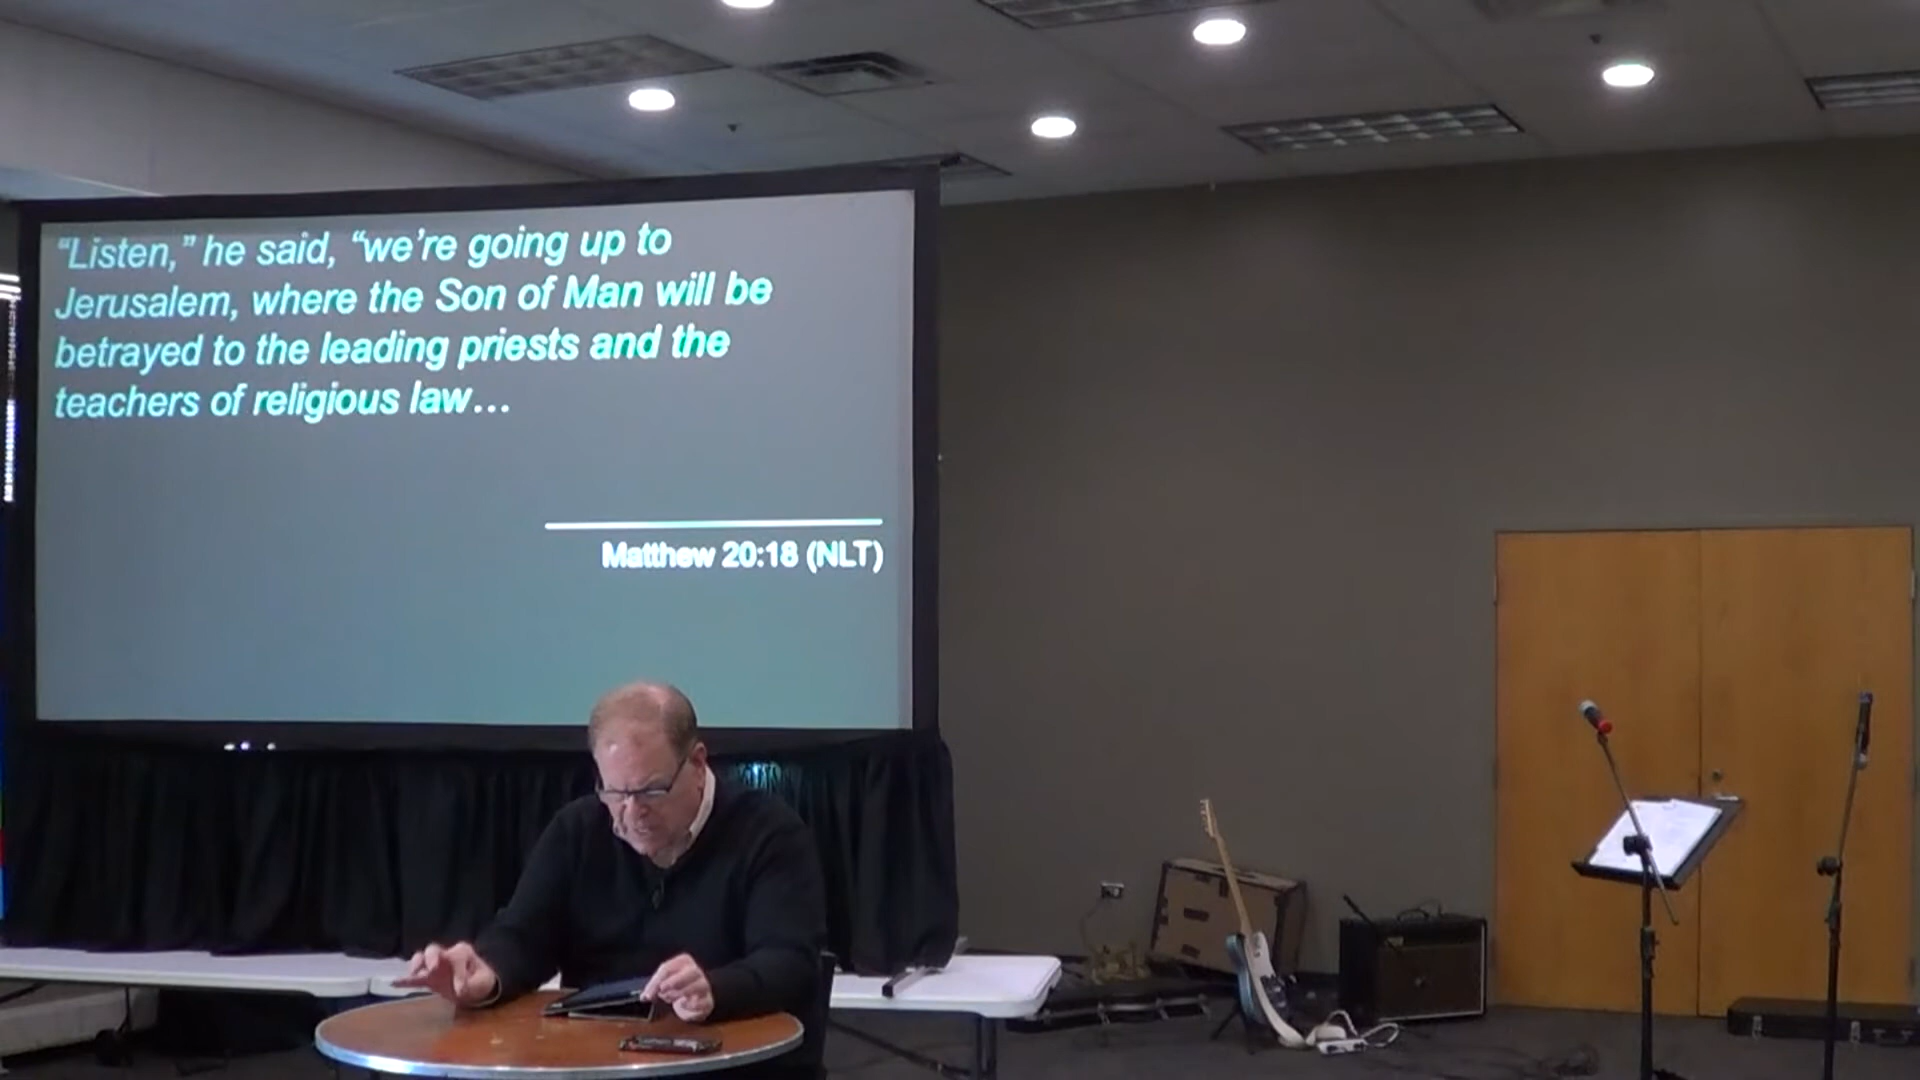 “Listen,” he said, “we’re going up to
Jerusalem, where the Son of Man will be
betrayed to the leading priests and the
teachers of religious law…
Matthew 20:18 (NLT)